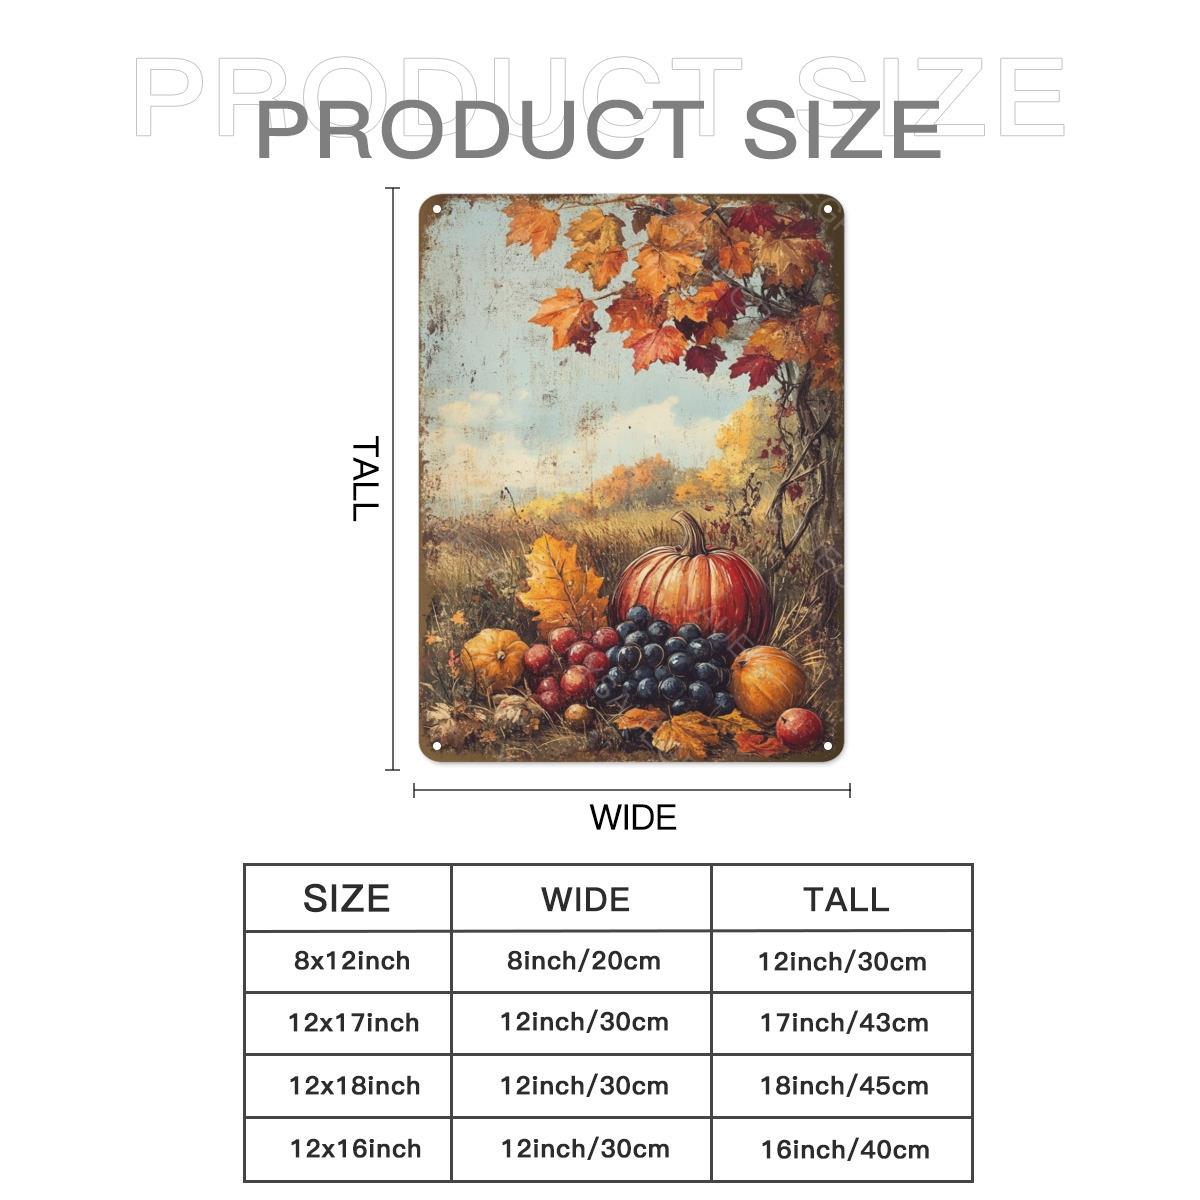 PRODUCT SIZE
PRODUCT SIZE
TALL
WIDE
SIZE WIDE TALL
8x12inch 8inch/20cm 12inch/30cm
12x17inch 12inch/30cm 17inch/43cm
12x18inch 12inch/30cm 18inch/45cm
12x16inch 12inch/30cm 16inch/40cm